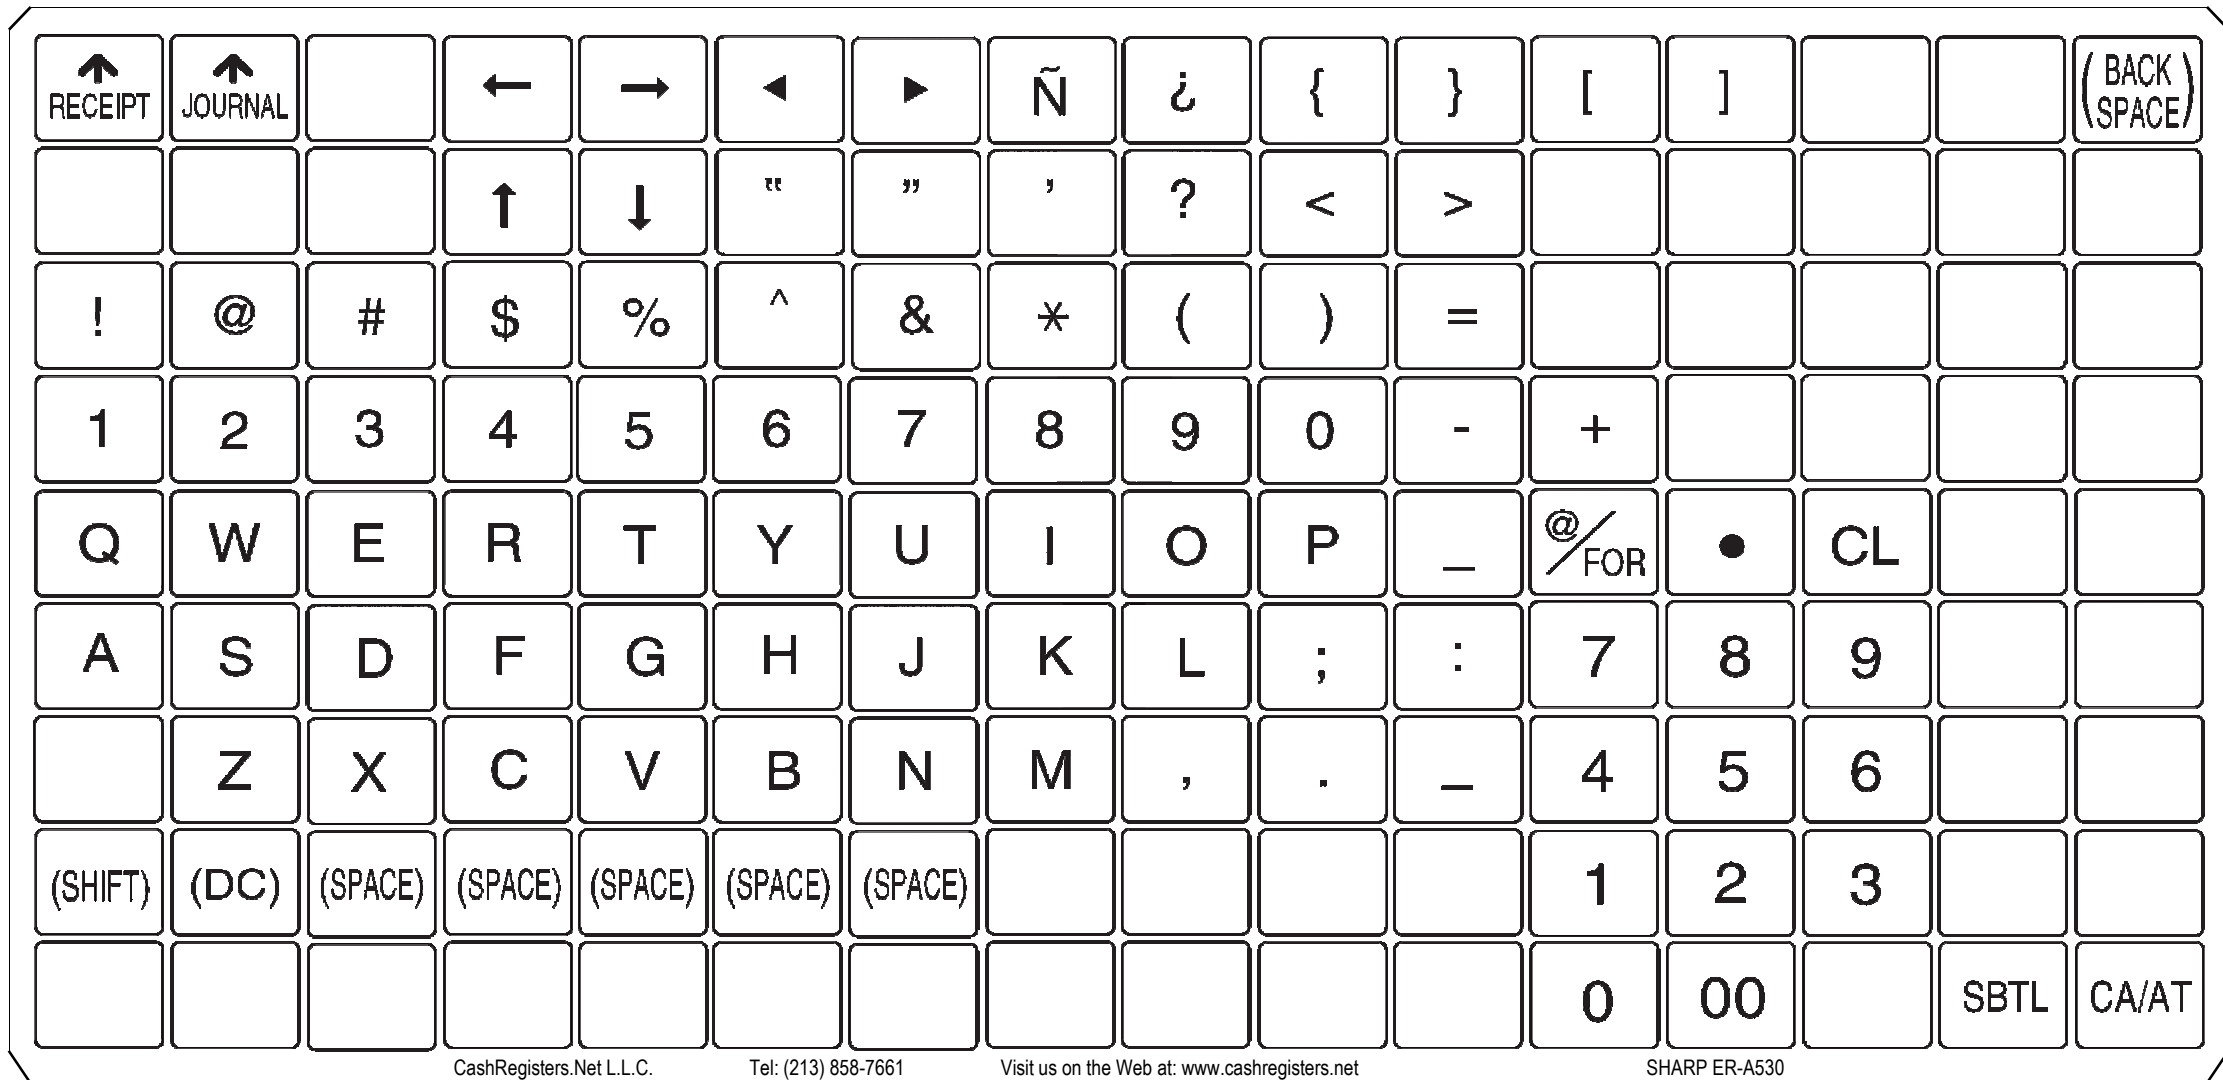 ↑ RECEIPT ↑ JOURNAL ← → ◀ ▶ Ñ ¿ { } [ ] (BACK SPACE)
↑ ↓ " ” ’ ? < >
! @ # $ % ^ & * ( ) =
1 2 3 4 5 6 7 8 9 0 - +
Q W E R T Y U I O P _ @/FOR • CL
A S D F G H J K L ; : 7 8 9
Z X C V B N M , . _ 4 5 6
(SHIFT) (DC) (SPACE) (SPACE) (SPACE) (SPACE) (SPACE) 1 2 3
0 00 SBTL CA/AT
CashRegisters.Net L.L.C. Tel: (213) 858-7661 Visit us on the Web at: www.cashregisters.net SHARP ER-A530